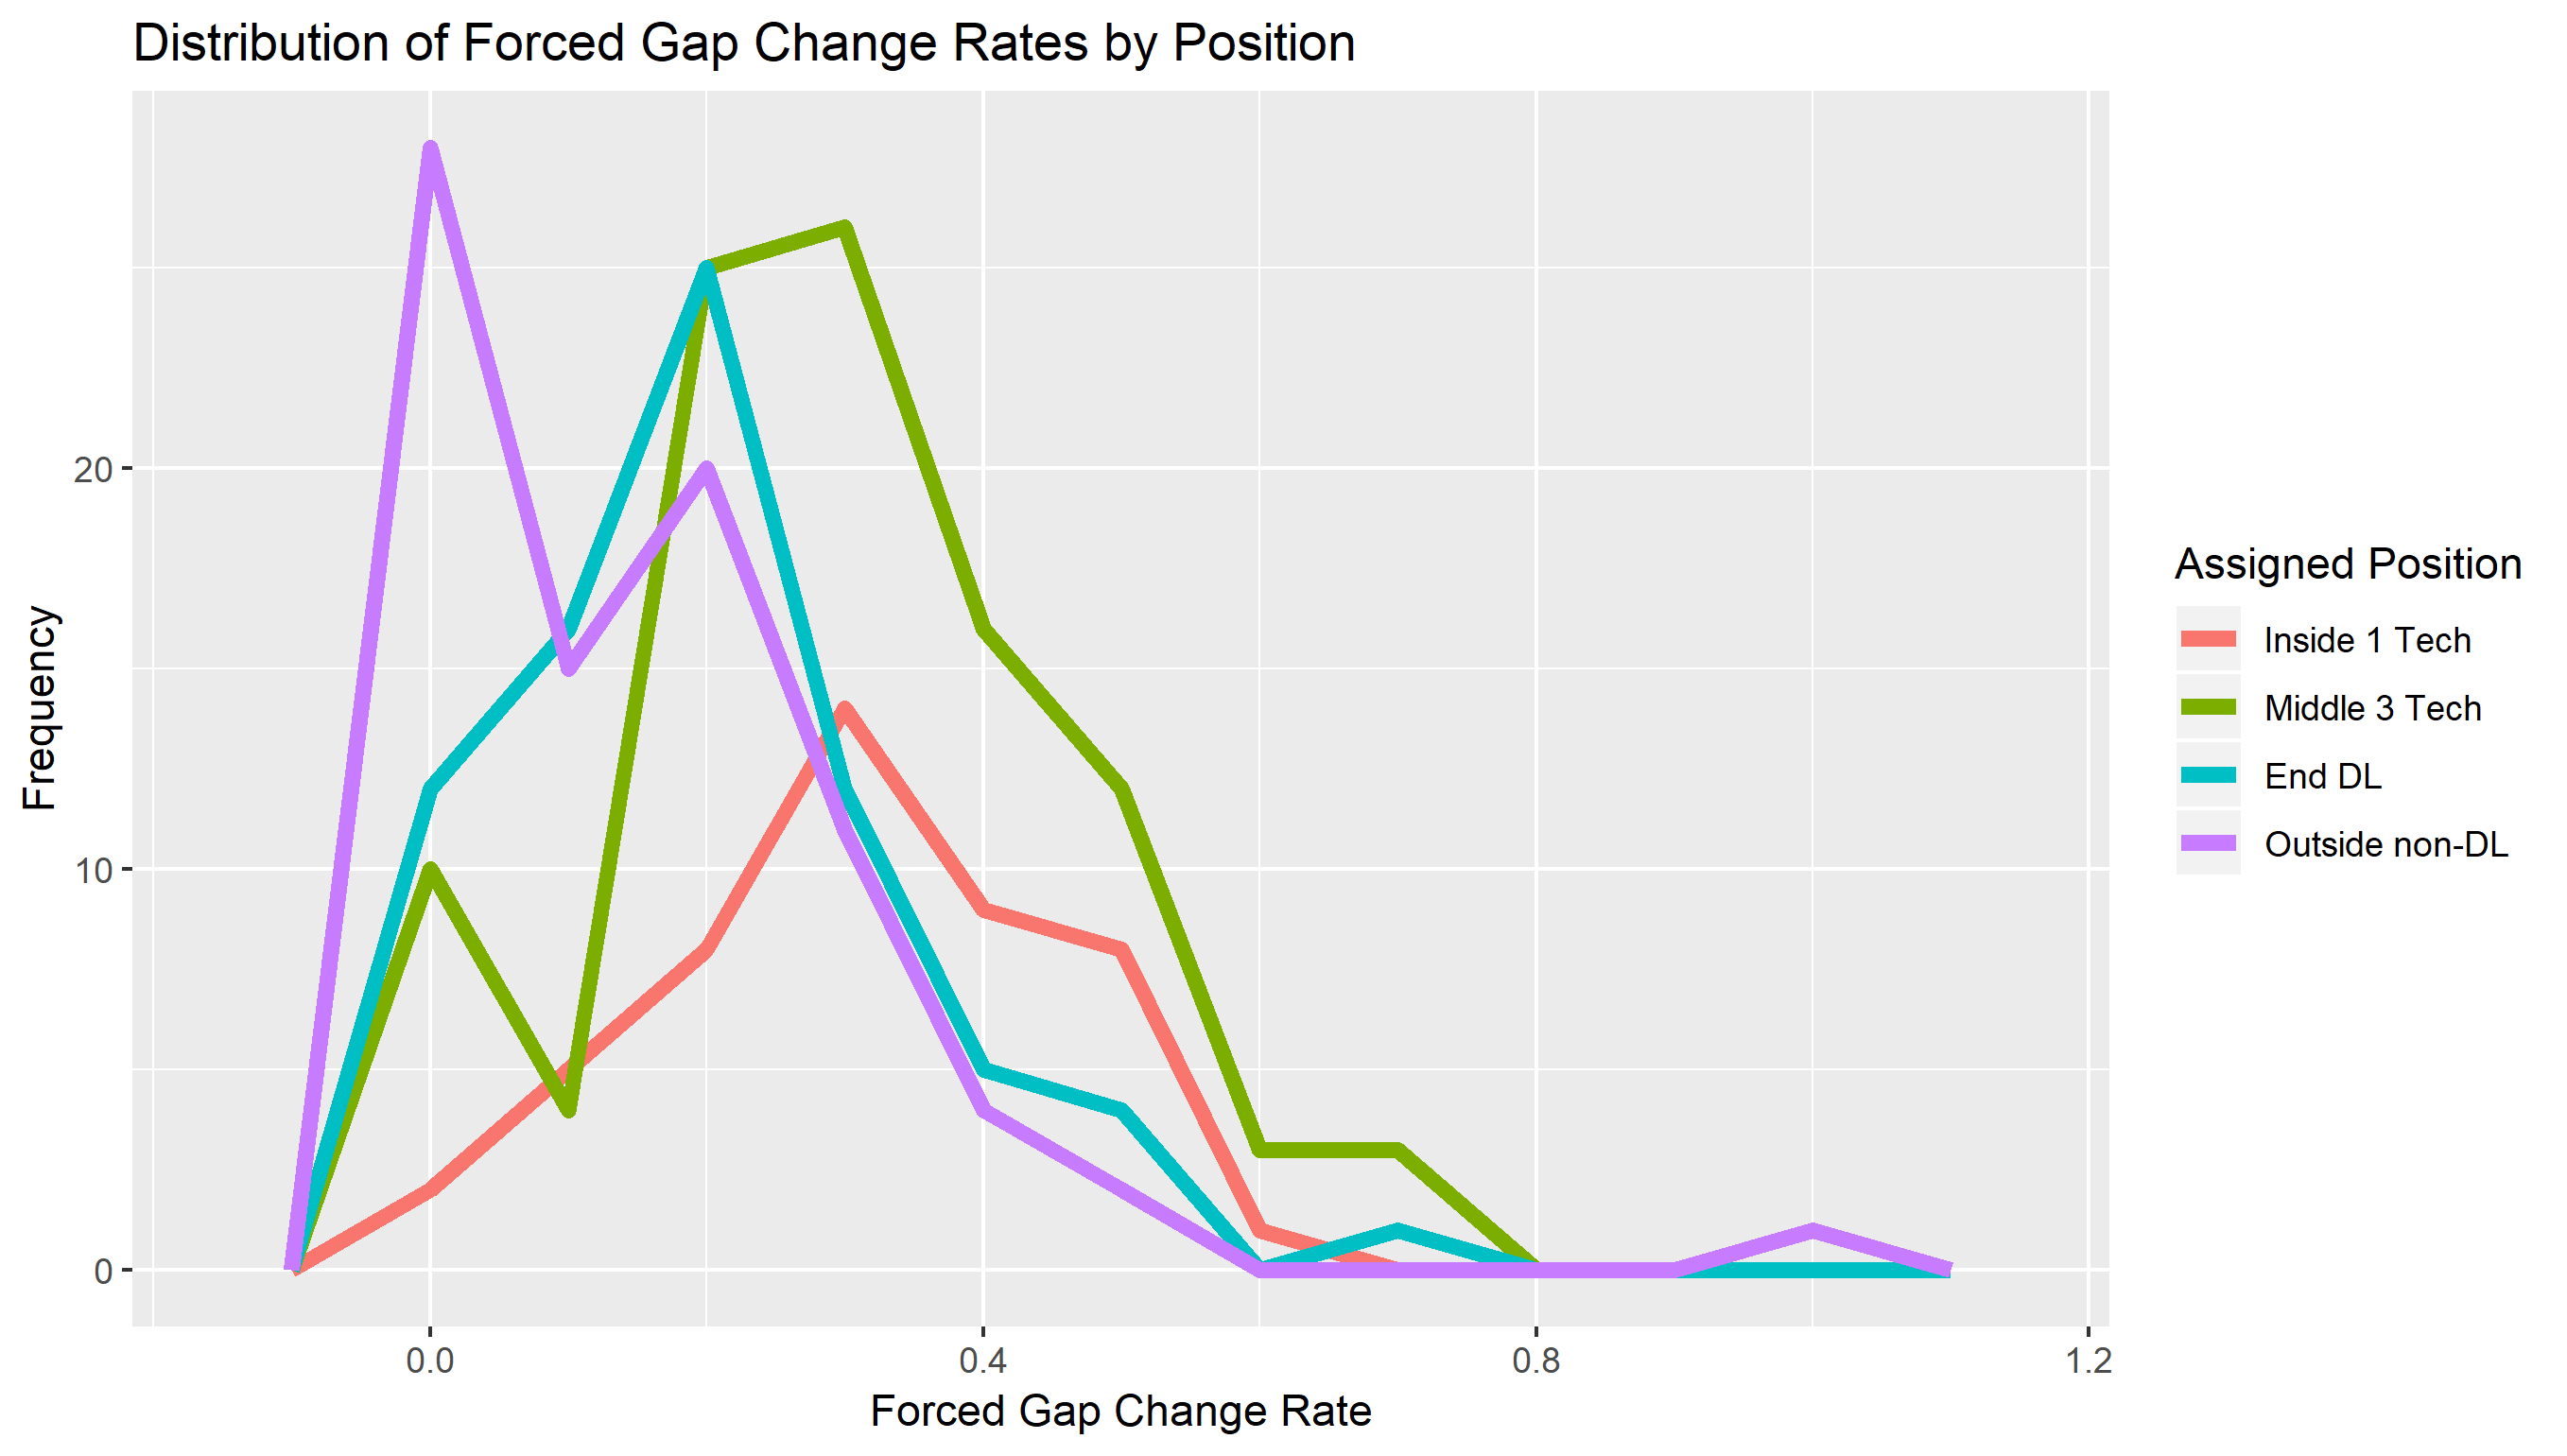 Distribution of Forced Gap Change Rates by Position
Frequency
20
10
0
0.0
0.4
0.8
1.2
Forced Gap Change Rate
Assigned Position
Inside 1 Tech
Middle 3 Tech
End DL
Outside non-DL